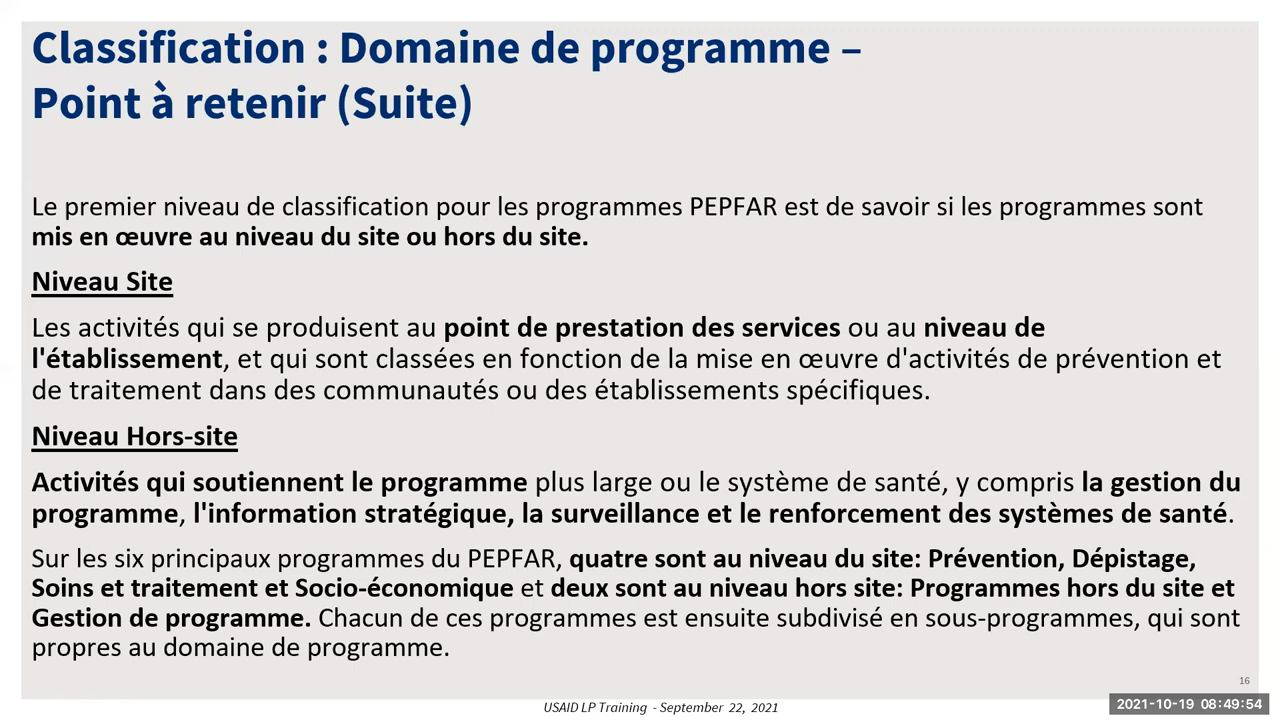 Classification : Domaine de programme –
Point à retenir (Suite)
Le premier niveau de classification pour les programmes PEPFAR est de savoir si les programmes sont
mis en œuvre au niveau du site ou hors du site.
Niveau Site
Les activités qui se produisent au point de prestation des services ou au niveau de
l'établissement, et qui sont classées en fonction de la mise en œuvre d'activités de prévention et
de traitement dans des communautés ou des établissements spécifiques.
Niveau Hors-site
Activités qui soutiennent le programme plus large ou le système de santé, y compris la gestion du
programme, l'information stratégique, la surveillance et le renforcement des systèmes de santé.
Sur les six principaux programmes du PEPFAR, quatre sont au niveau du site: Prévention, Dépistage,
Soins et traitement et Socio-économique et deux sont au niveau hors site: Programmes hors du site et
Gestion de programme. Chacun de ces programmes est ensuite subdivisé en sous-programmes, qui sont
propres au domaine de programme.
16
USAID LP Training - September 22, 2021
2021-10-19 08:49:54